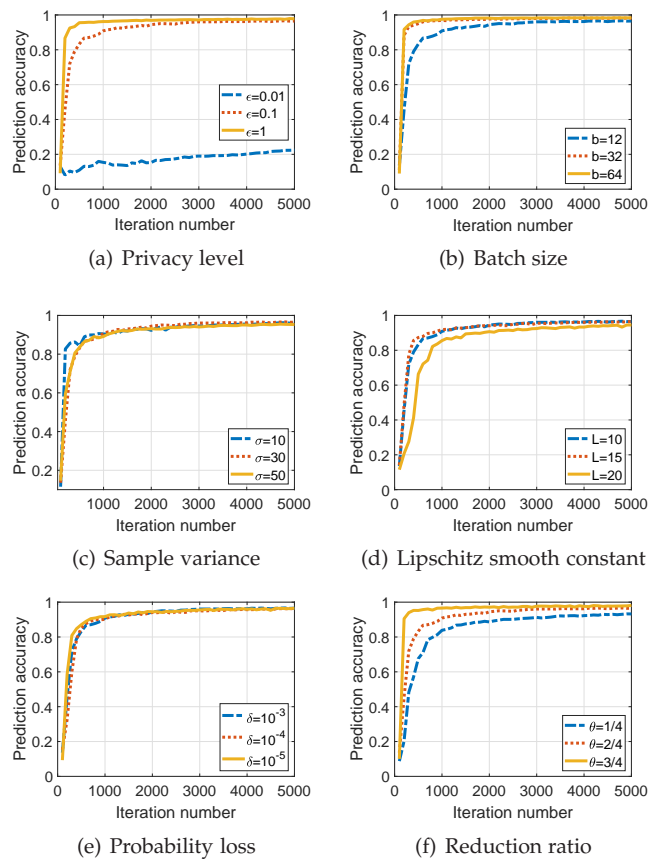 Prediction accuracy
1
0.8
0.6
0.4
0.2
0
ϵ=0.01
ϵ=0.1
ϵ=1
0 1000 2000 3000 4000 5000
Iteration number
(a) Privacy level
Prediction accuracy
1
0.8
0.6
0.4
0.2
0
b=12
b=32
b=64
0 1000 2000 3000 4000 5000
Iteration number
(b) Batch size
Prediction accuracy
1
0.8
0.6
0.4
0.2
σ=10
σ=30
σ=50
1000 2000 3000 4000 5000
Iteration number
(c) Sample variance
Prediction accuracy
1
0.8
0.6
0.4
0.2
0
L=10
L=15
L=20
0 1000 2000 3000 4000 5000
Iteration number
(d) Lipschitz smooth constant
Prediction accuracy
1
0.8
0.6
0.4
0.2
0
δ=10⁻³
δ=10⁻⁴
δ=10⁻⁵
0 1000 2000 3000 4000 5000
Iteration number
(e) Probability loss
Prediction accuracy
1
0.8
0.6
0.4
0.2
0
θ=1/4
θ=2/4
θ=3/4
0 1000 2000 3000 4000 5000
Iteration number
(f) Reduction ratio